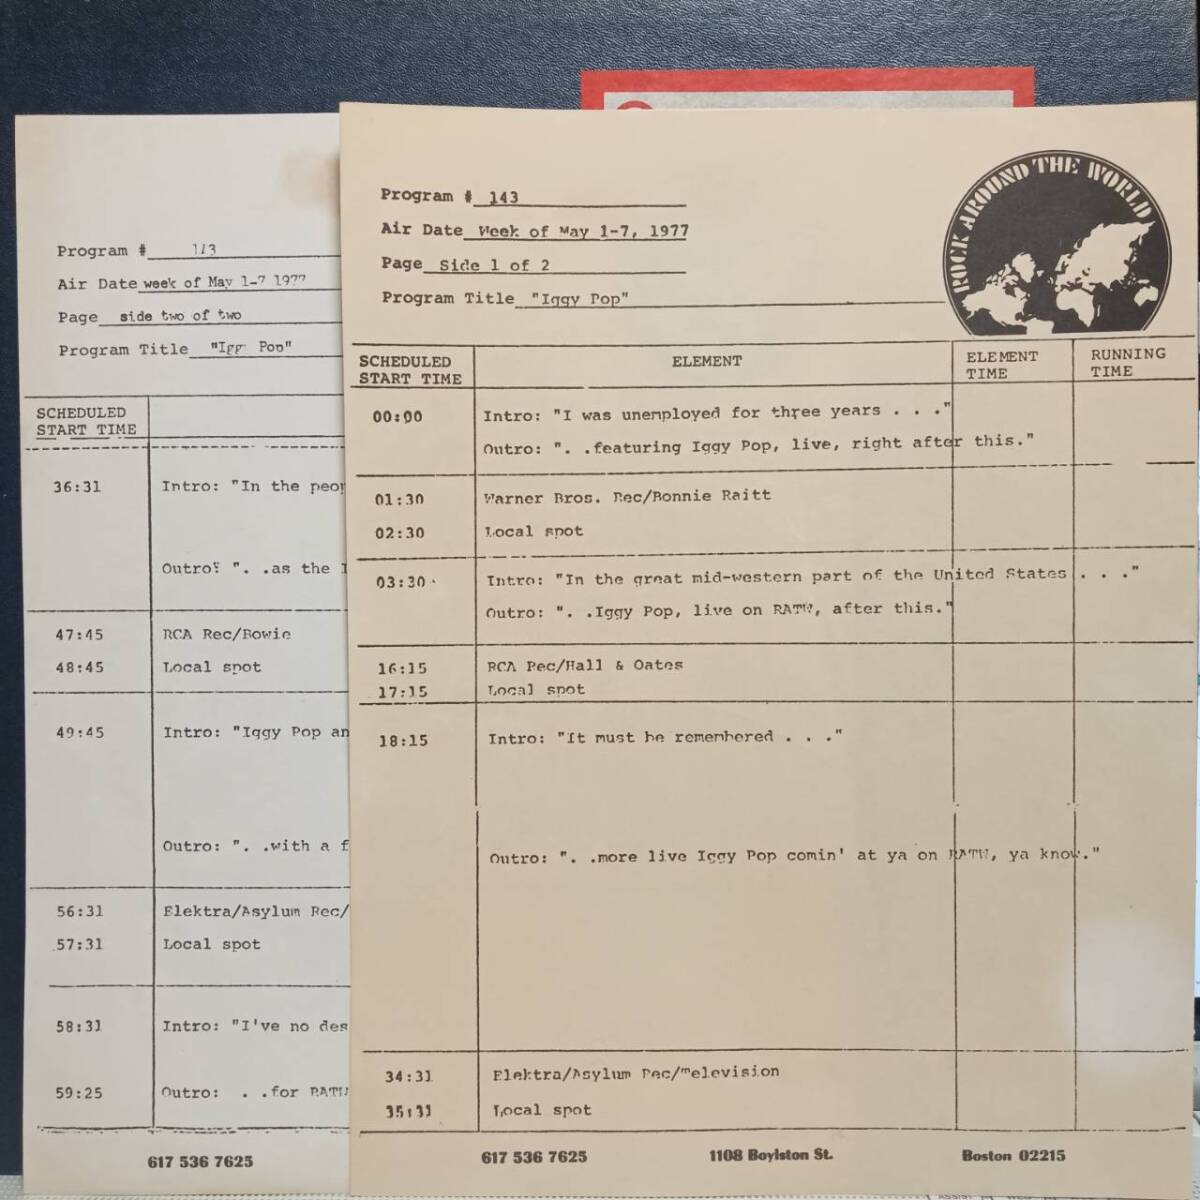 Program # 113
Air Date week of May 1-7 1977
Page side two of two
Program Title "Iggy Pop"
SCHEDULED
START TIME
36:31 Intro: "In the peop
Outro: ". .as the
47:45 RCA Rec/Bowie
48:45 Local spot
49:45 Intro: "Iggy Pop an
Outro: ". .with a f
56:31 Elektra/Asylum Rec/
57:31 Local spot
58:31 Intro: "I've no des
59:25 Outro: . .for RATW
617 536 7625
ROCK AROUND THE WORLD
Program # 143
Air Date Week of May 1-7, 1977
Page Side 1 of 2
Program Title "Iggy Pop"
SCHEDULED START TIME ELEMENT ELEMENT TIME RUNNING TIME
00:00 Intro: "I was unemployed for three years . . ."
Outro: ". .featuring Iggy Pop, live, right after this."
01:30 Warner Bros. Rec/Bonnie Raitt
02:30 Local spot
03:30 Intro: "In the great mid-western part of the United States . . ."
Outro: ". .Iggy Pop, live on RATW, after this."
16:15 RCA Rec/Hall & Oates
17:15 Local spot
18:15 Intro: "It must be remembered . . ."
Outro: ". .more live Iggy Pop comin' at ya on RATW, ya know."
34:31 Elektra/Asylum Rec/Television
35:31 Local spot
617 536 7625 1108 Boylston St. Boston 02215